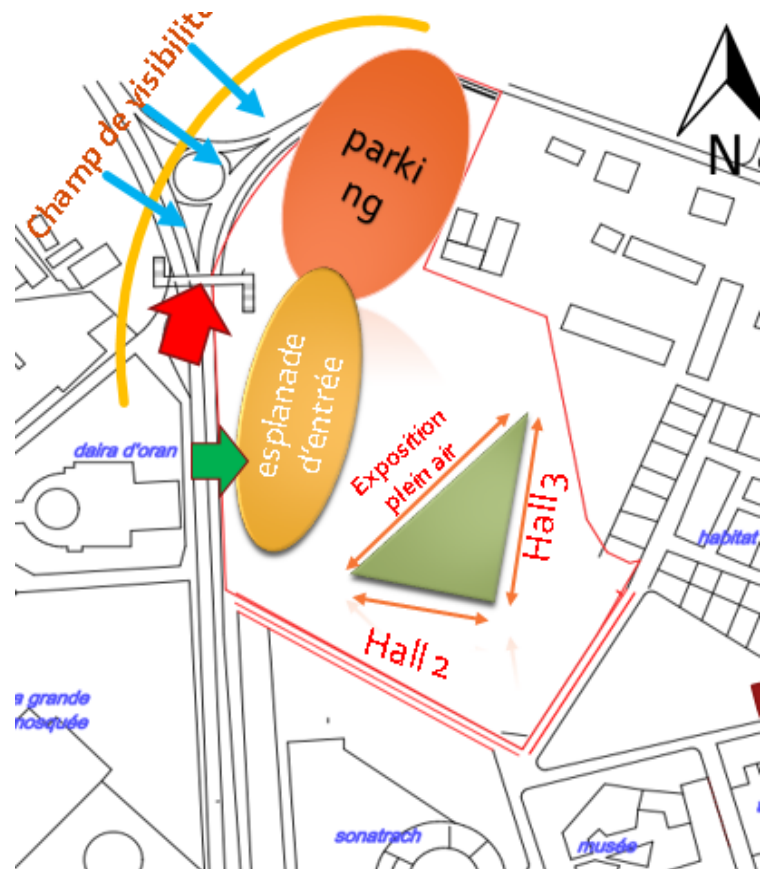 Champ de visibilité
parki
ng
N
esplanade
d'entrée
daira d'oran
Exposition
plein air
Hall 3
habitat
Hall 2
a grande
mosquée
sonatrach
musée